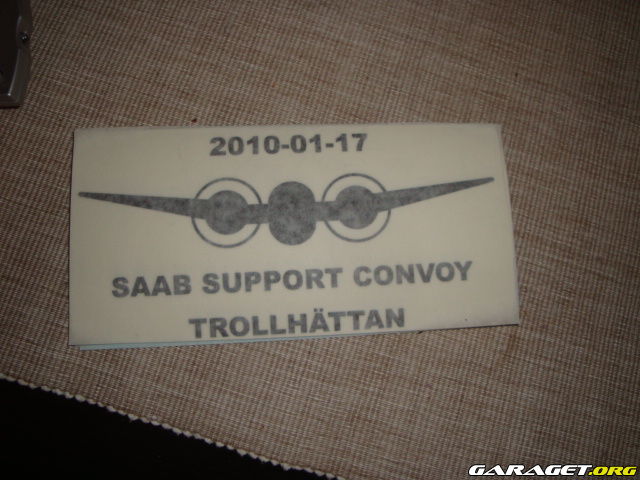 2010-01-17
SAAB SUPPORT CONVOY
TROLLHÄTTAN
GARAGET.ORG